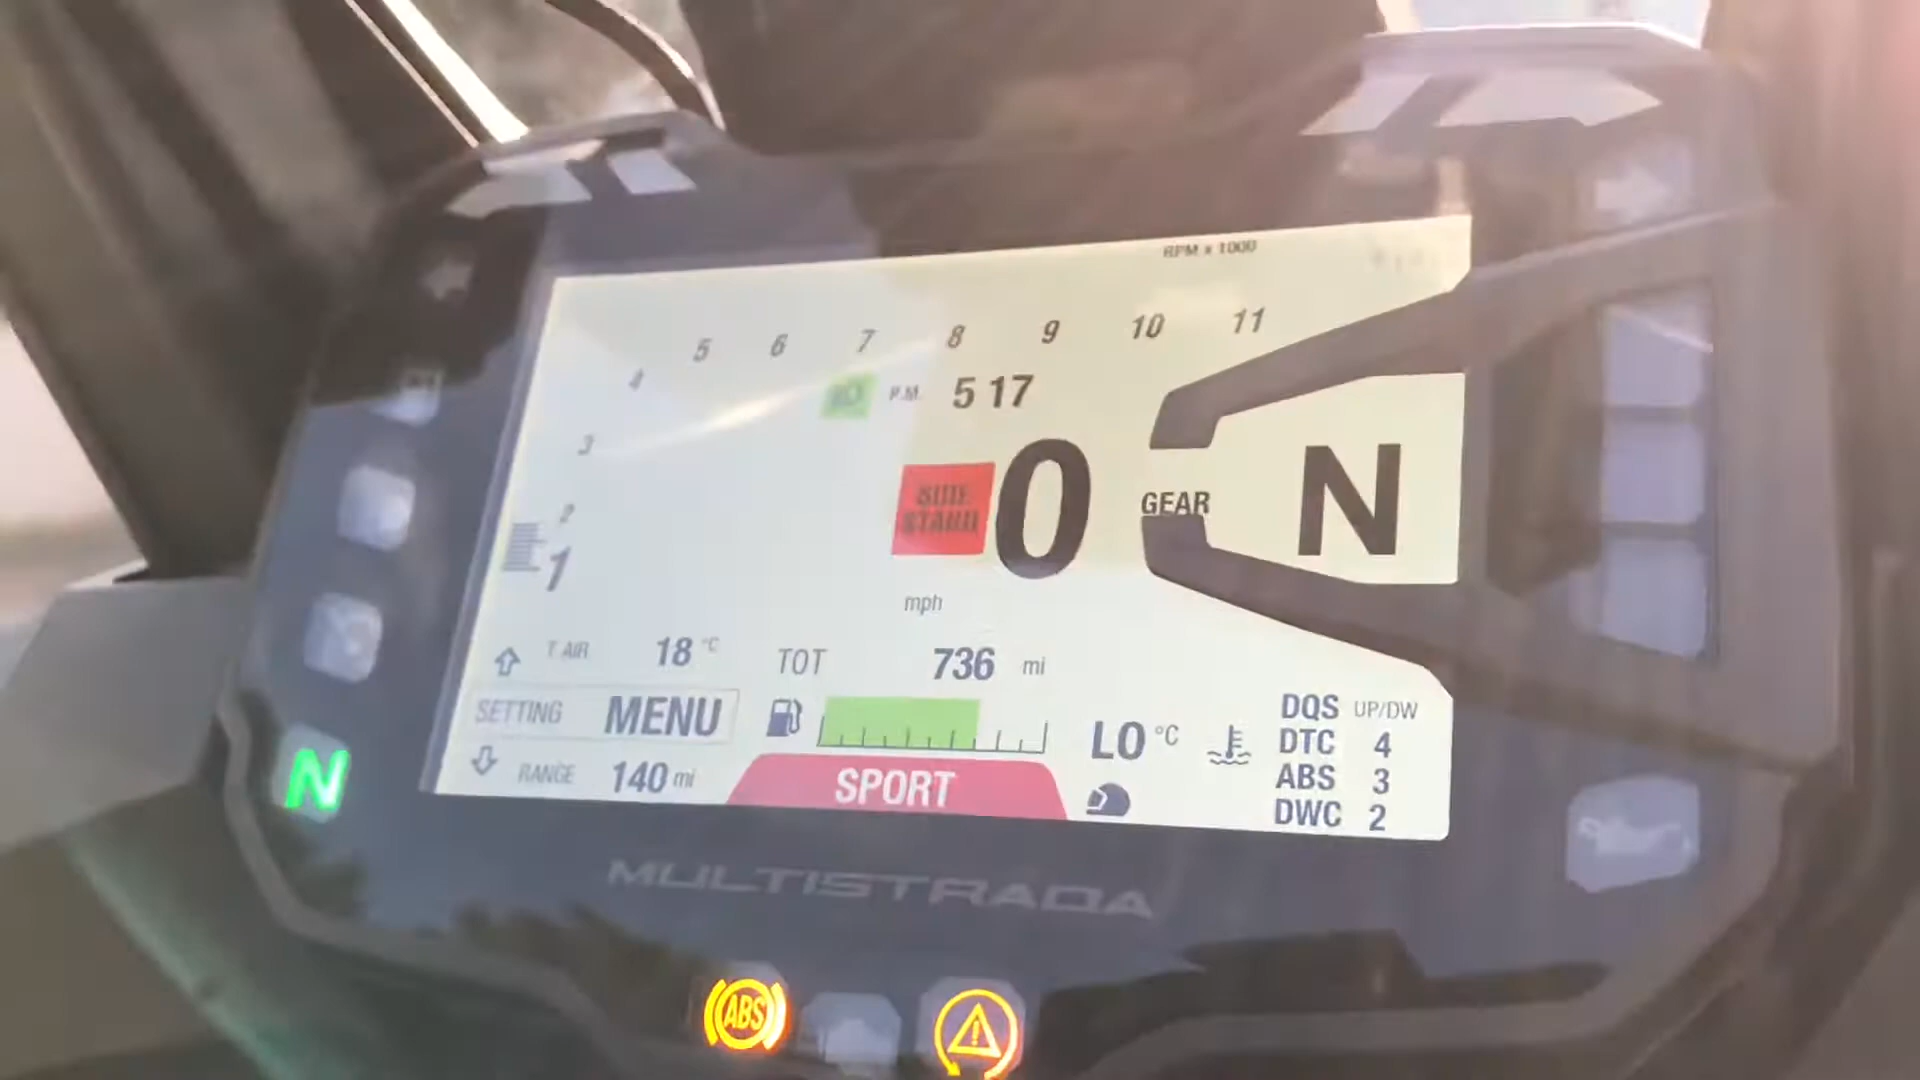 RPM x 1000
1 2 3 4 5 6 7 8 9 10 11
P.M. 5 17
SIDE
STAND
0
GEAR N
mph
T AIR 18 °C
TOT 736 mi
SETTING MENU
LO °C
RANGE 140 mi
SPORT
DQS UP/DW
DTC 4
ABS 3
DWC 2
N
MULTISTRADA
ABS